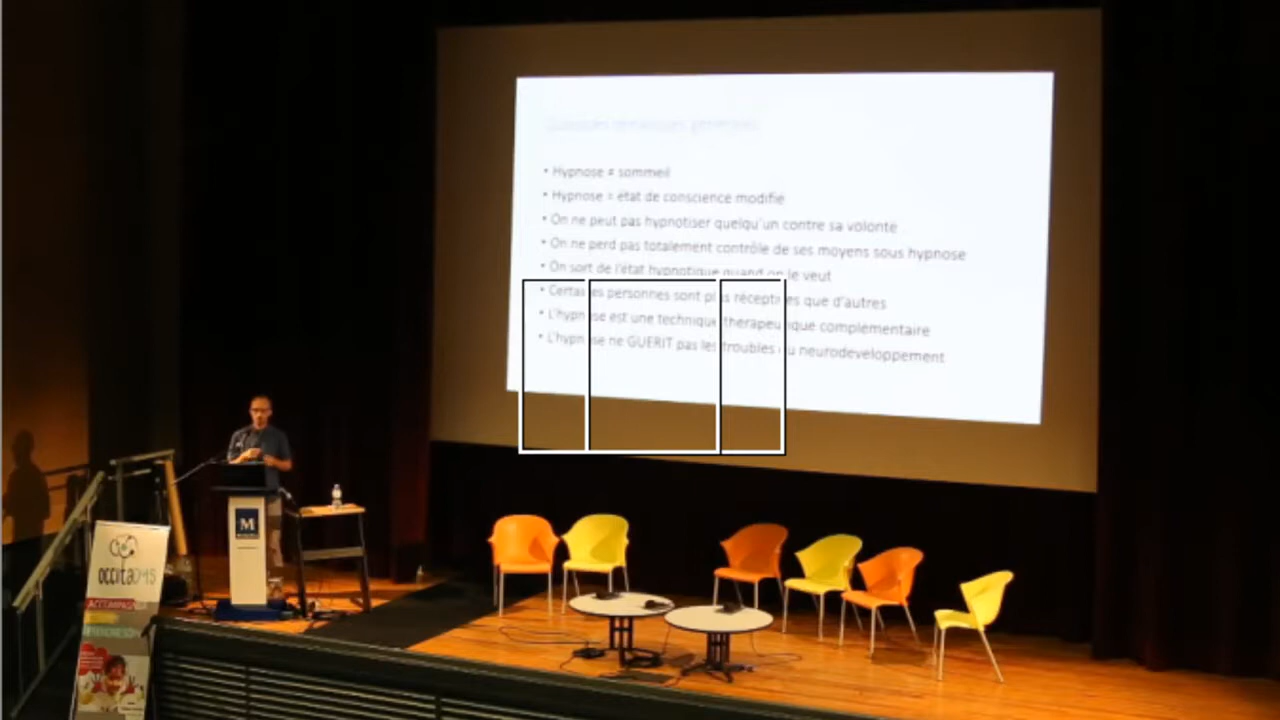 • Hypnose ≠ sommeil
• Hypnose = état de conscience modifié
• On ne peut pas hypnotiser quelqu'un contre sa volonté
• On ne perd pas totalement contrôle de ses moyens sous hypnose
• On sort de l'état hypnotique quand on le veut
• Certaines personnes sont plus réceptives que d'autres
• L'hypnose est une technique thérapeutique complémentaire
• L'hypnose ne GUERIT pas les troubles du neurodéveloppement
M
occitadys